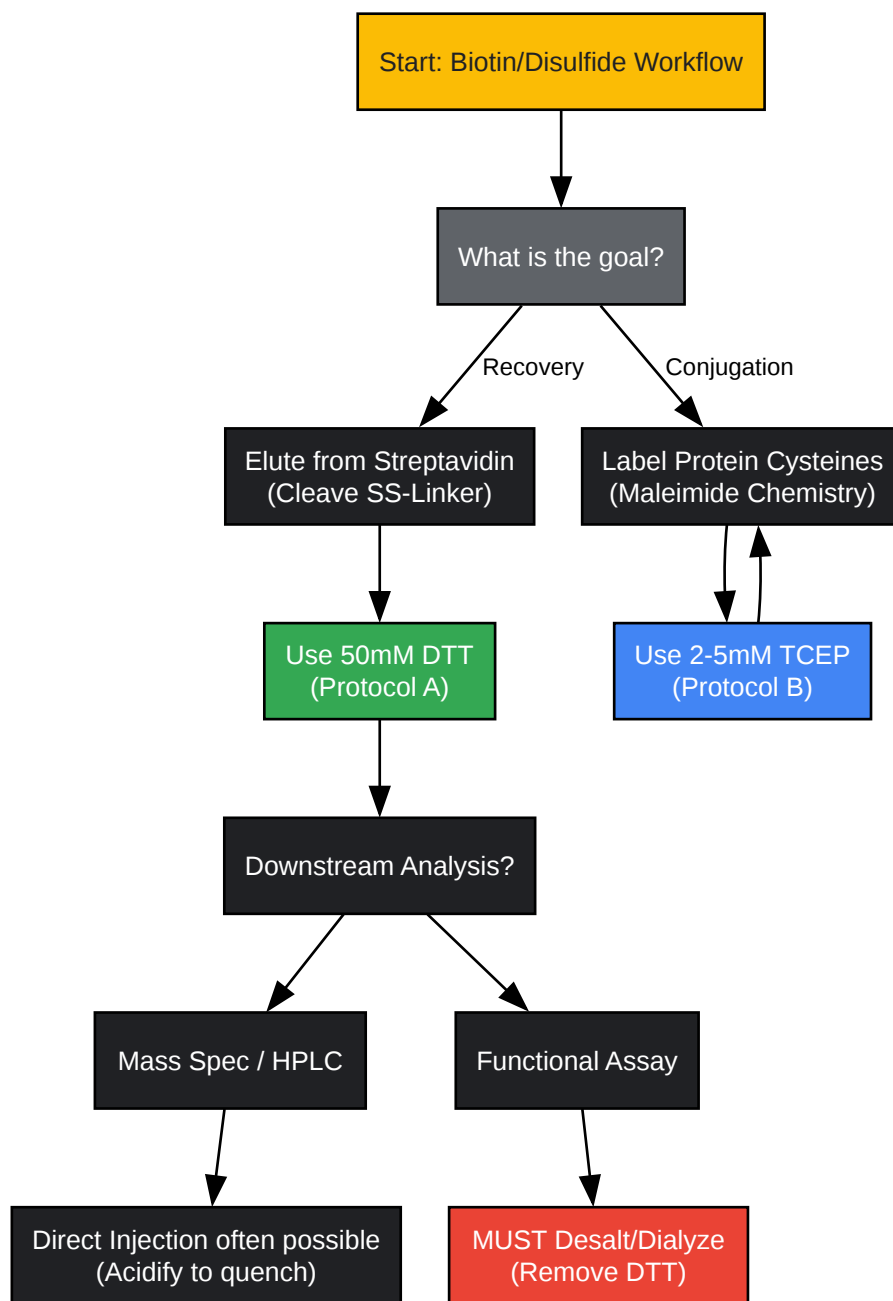 Start: Biotin/Disulfide Workflow
What is the goal?
Recovery
Conjugation
Elute from Streptavidin
(Cleave SS-Linker)
Label Protein Cysteines
(Maleimide Chemistry)
Use 50mM DTT
(Protocol A)
Use 2-5mM TCEP
(Protocol B)
Downstream Analysis?
Mass Spec / HPLC
Functional Assay
Direct Injection often possible
(Acidify to quench)
MUST Desalt/Dialyze
(Remove DTT)